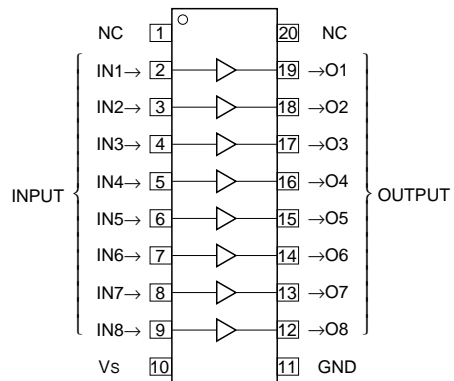 NC 1 20 NC
IN1→ 2 19 →O1
IN2→ 3 18 →O2
IN3→ 4 17 →O3
IN4→ 5 16 →O4
INPUT OUTPUT
IN5→ 6 15 →O5
IN6→ 7 14 →O6
IN7→ 8 13 →O7
IN8→ 9 12 →O8
Vs 10 11 GND